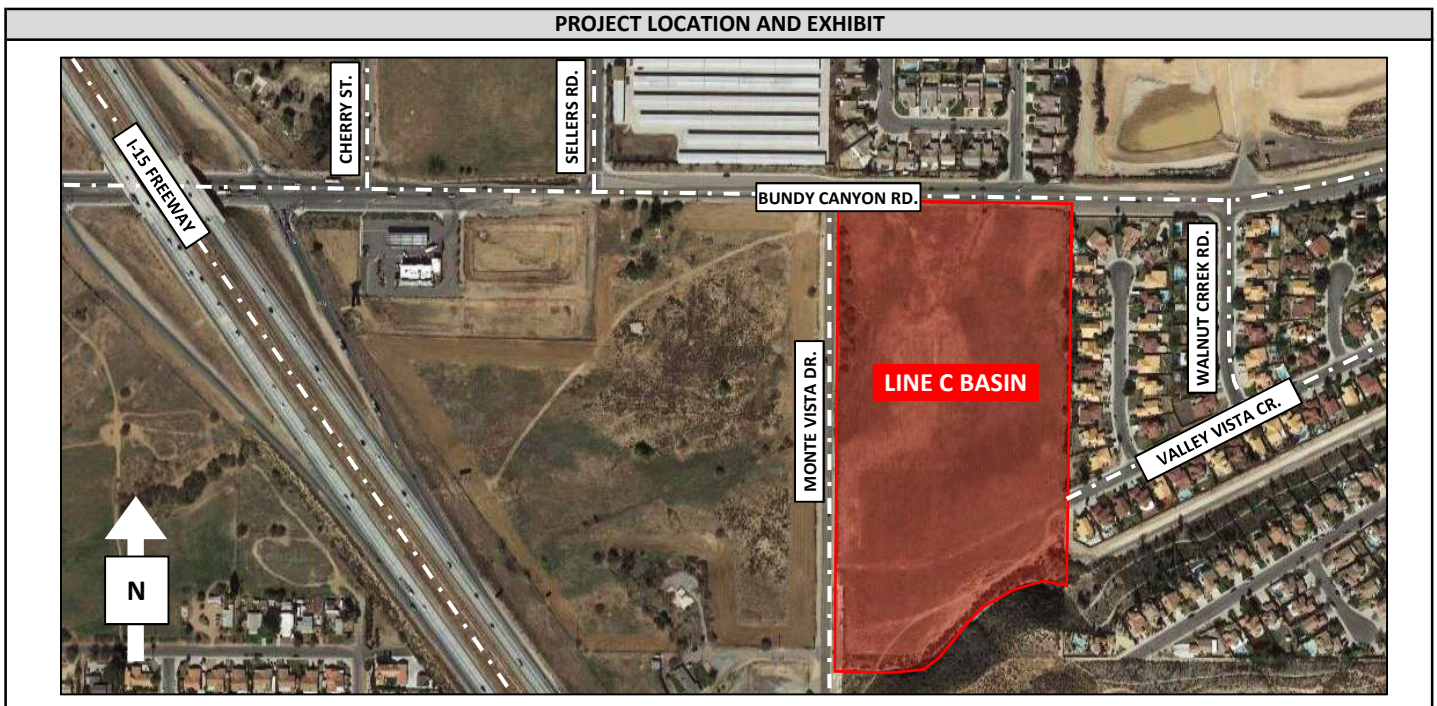 PROJECT LOCATION AND EXHIBIT
CHERRY ST.
SELLERS RD.
I-15 FREEWAY
BUNDY CANYON RD.
WALNUT CRREK RD.
MONTE VISTA DR.
LINE C BASIN
VALLEY VISTA CR.
N